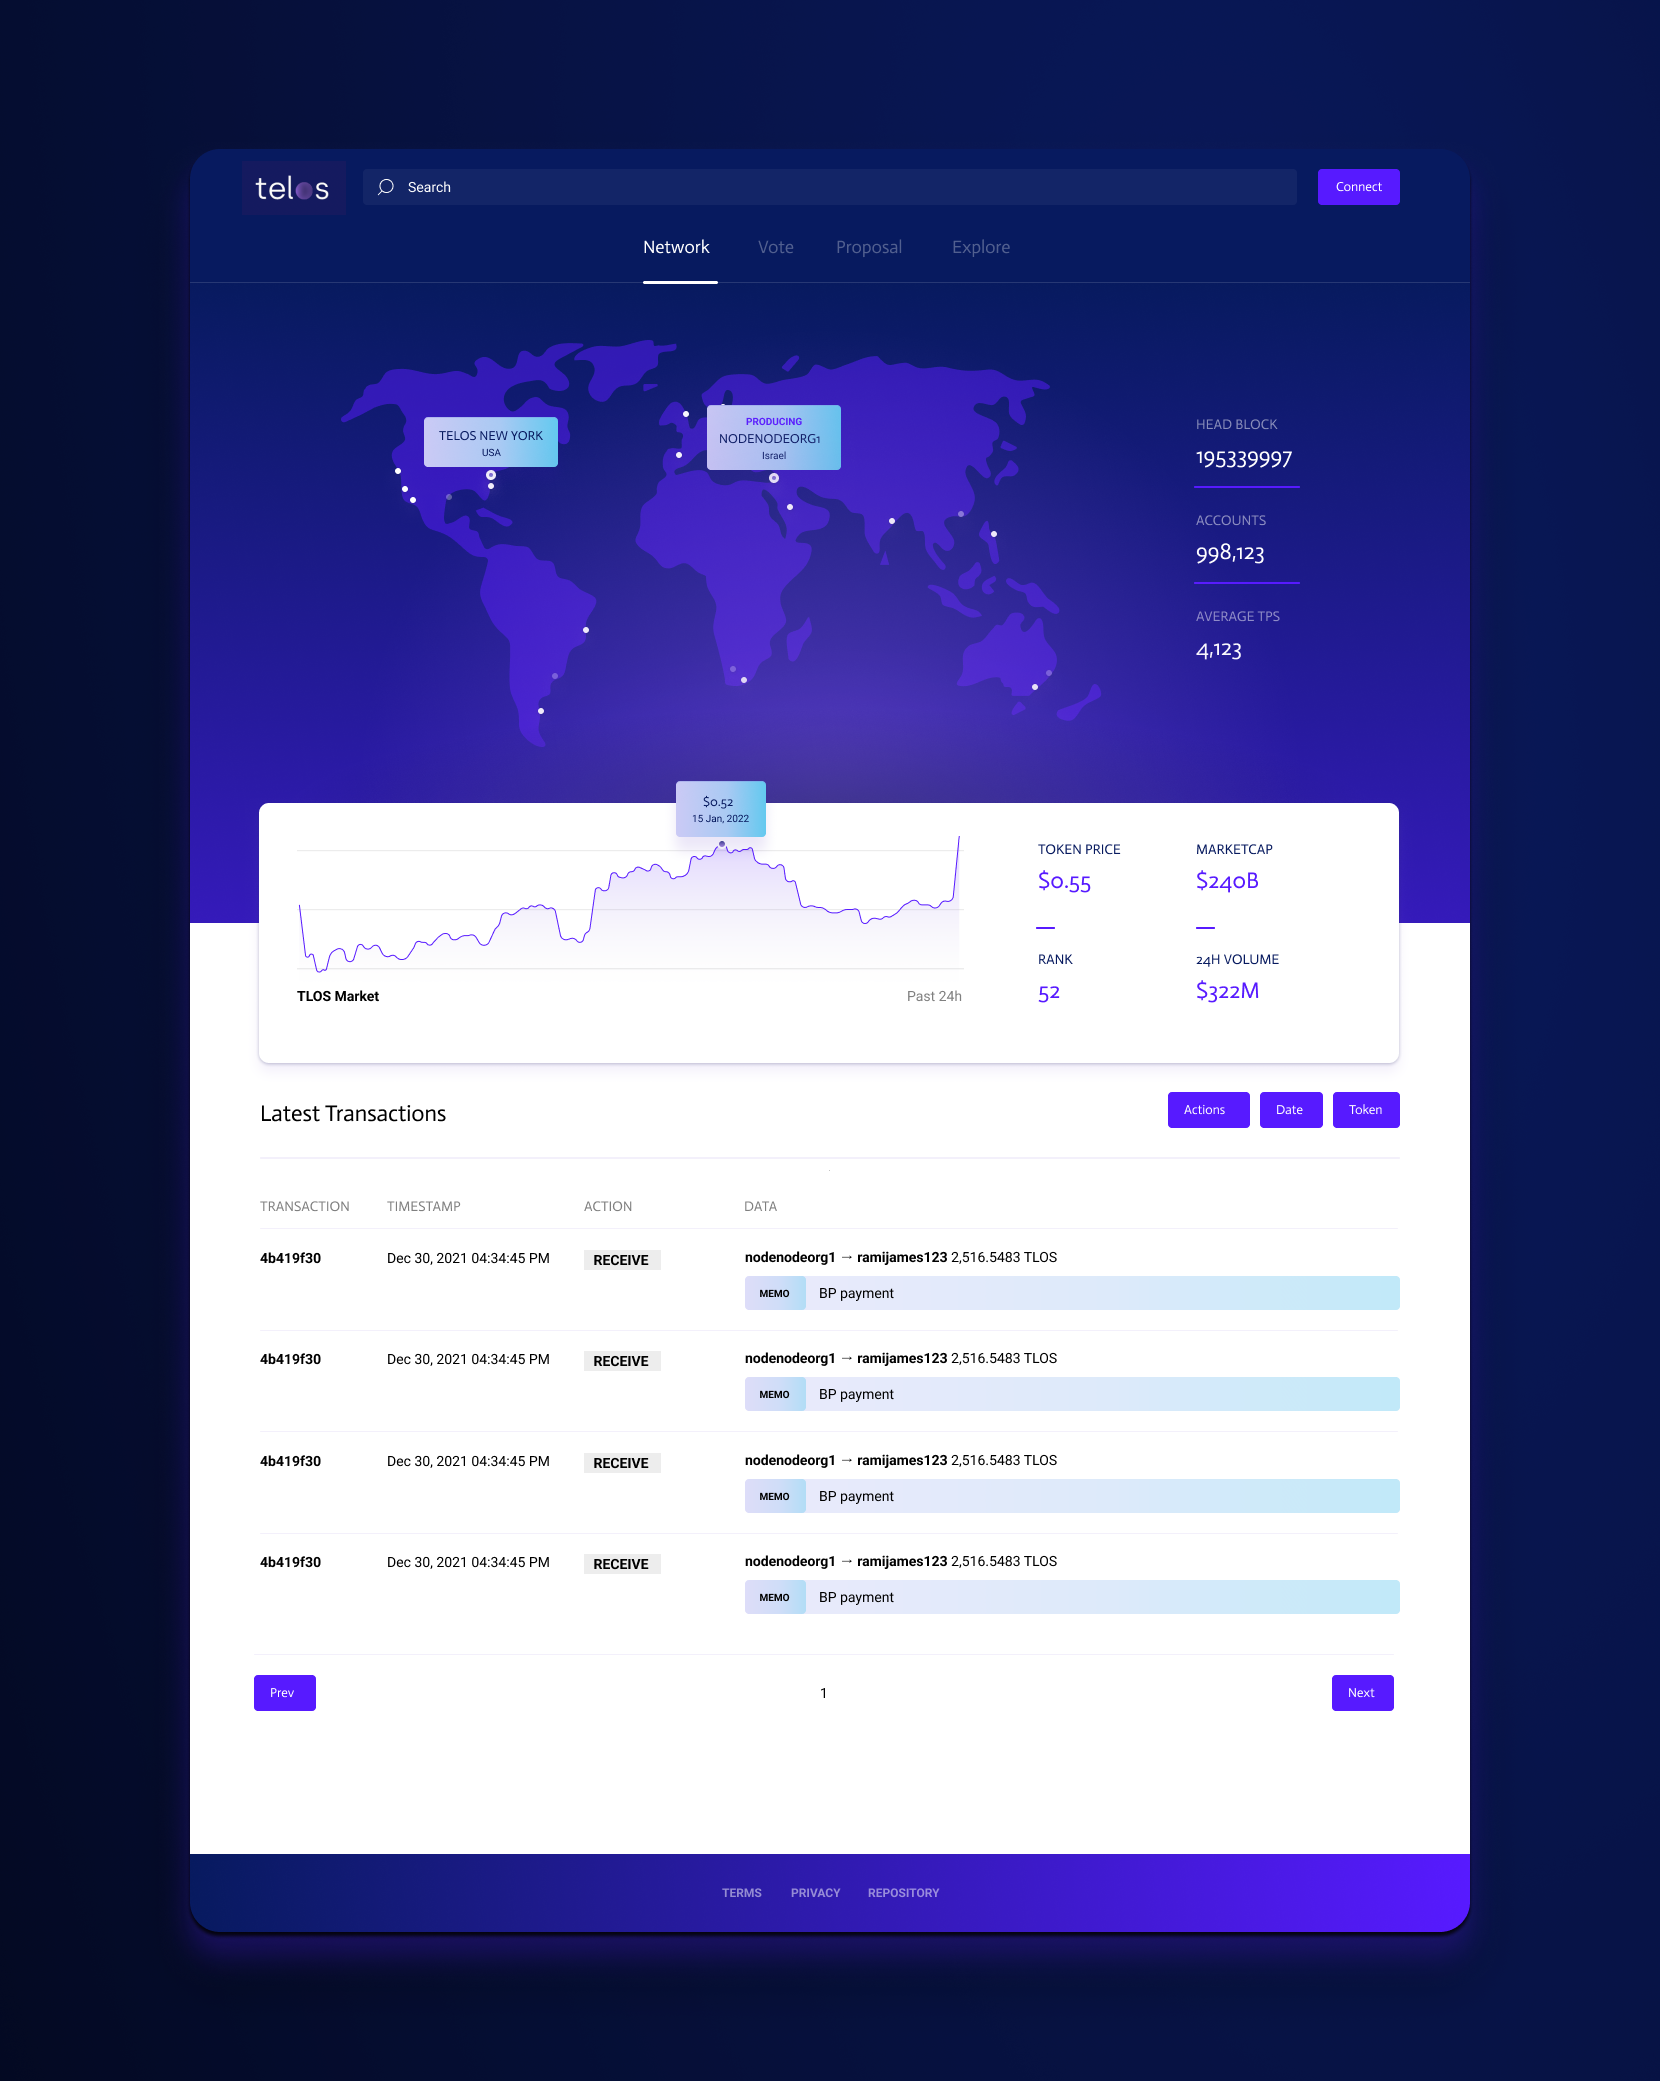 telos
Search
Connect
Network Vote Proposal Explore
TELOS NEW YORK
USA
PRODUCING
NODENODEORG1
Israel
HEAD BLOCK
195339997
ACCOUNTS
998,123
AVERAGE TPS
4,123
$0.52
15 Jan, 2022
TLOS Market
Past 24h
TOKEN PRICE
$0.55
MARKETCAP
$240B
RANK
52
24H VOLUME
$322M
Latest Transactions
Actions Date Token
TRANSACTION TIMESTAMP ACTION DATA
4b419f30 Dec 30, 2021 04:34:45 PM RECEIVE nodenodeorg1 → ramijames123 2,516.5483 TLOS
MEMO BP payment
4b419f30 Dec 30, 2021 04:34:45 PM RECEIVE nodenodeorg1 → ramijames123 2,516.5483 TLOS
MEMO BP payment
4b419f30 Dec 30, 2021 04:34:45 PM RECEIVE nodenodeorg1 → ramijames123 2,516.5483 TLOS
MEMO BP payment
4b419f30 Dec 30, 2021 04:34:45 PM RECEIVE nodenodeorg1 → ramijames123 2,516.5483 TLOS
MEMO BP payment
Prev 1 Next
TERMS PRIVACY REPOSITORY